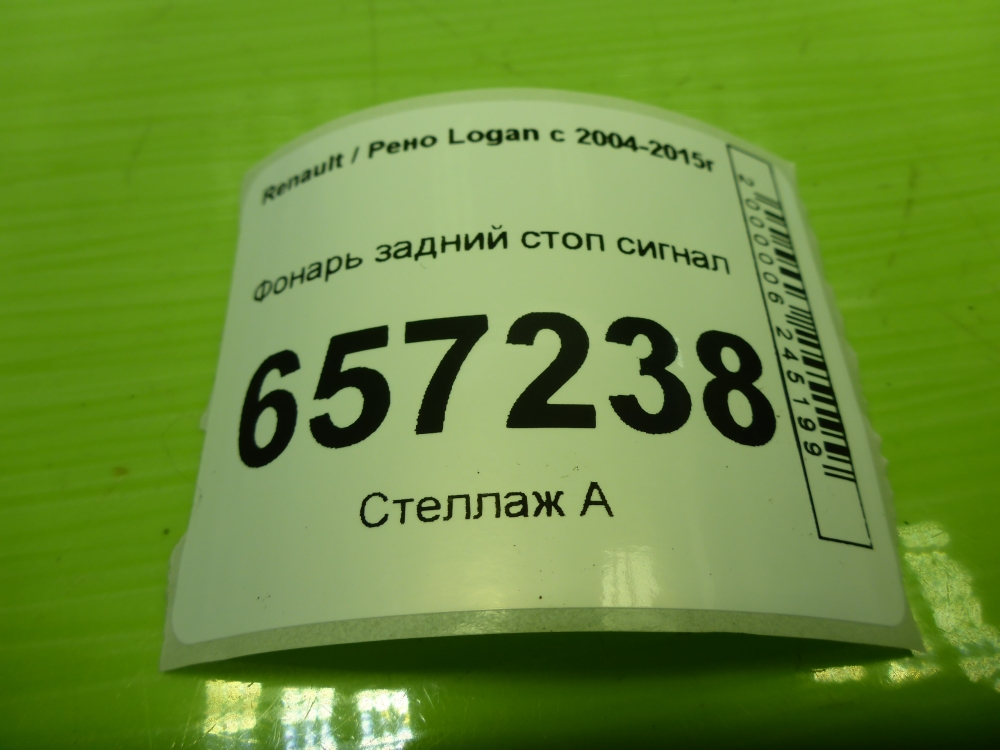 Renault / Рено Logan с 2004-2015г
Фонарь задний стоп сигнал
657238
Стеллаж А
2000006245199